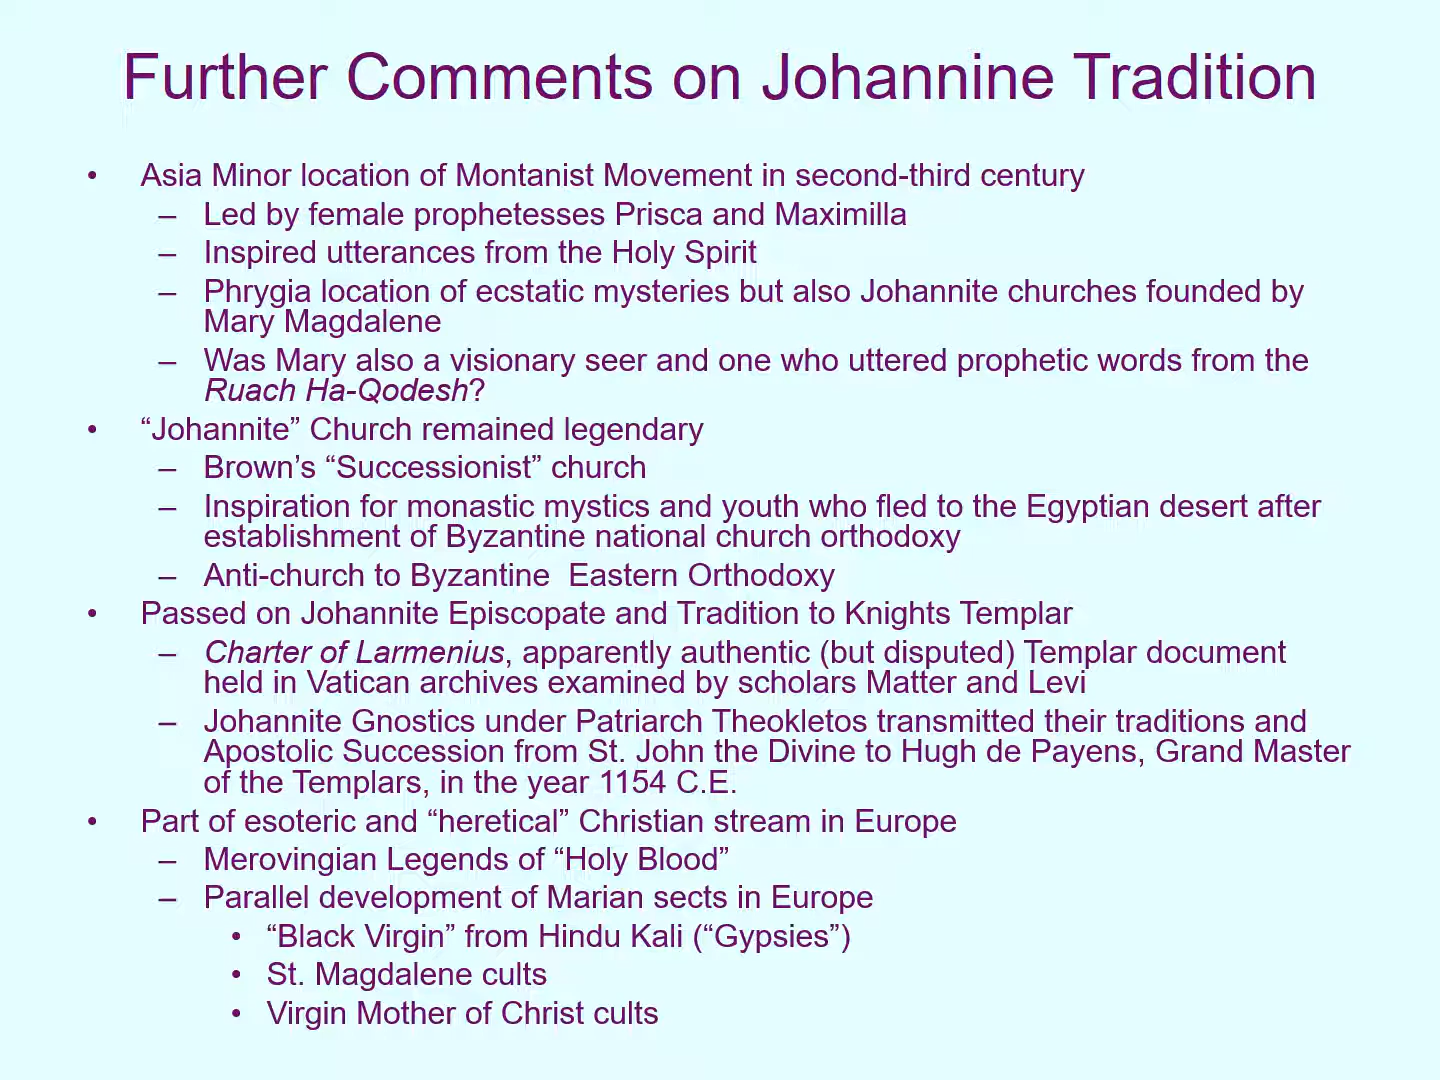 Further Comments on Johannine Tradition
• Asia Minor location of Montanist Movement in second-third century
– Led by female prophetesses Prisca and Maximilla
– Inspired utterances from the Holy Spirit
– Phrygia location of ecstatic mysteries but also Johannite churches founded by
Mary Magdalene
– Was Mary also a visionary seer and one who uttered prophetic words from the
Ruach Ha-Qodesh?
• “Johannite” Church remained legendary
– Brown’s “Successionist” church
– Inspiration for monastic mystics and youth who fled to the Egyptian desert after
establishment of Byzantine national church orthodoxy
– Anti-church to Byzantine  Eastern Orthodoxy
• Passed on Johannite Episcopate and Tradition to Knights Templar
– Charter of Larmenius, apparently authentic (but disputed) Templar document
held in Vatican archives examined by scholars Matter and Levi
– Johannite Gnostics under Patriarch Theokletos transmitted their traditions and
Apostolic Succession from St. John the Divine to Hugh de Payens, Grand Master
of the Templars, in the year 1154 C.E.
• Part of esoteric and “heretical” Christian stream in Europe
– Merovingian Legends of “Holy Blood”
– Parallel development of Marian sects in Europe
• “Black Virgin” from Hindu Kali (“Gypsies”)
• St. Magdalene cults
• Virgin Mother of Christ cults